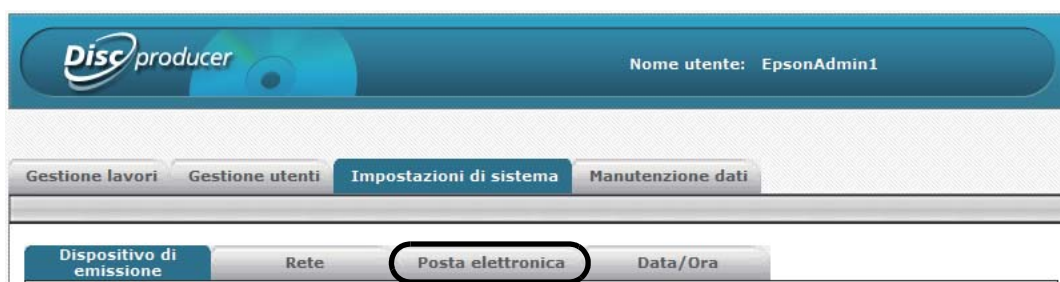 Disc producer
Nome utente: EpsonAdmin1
Gestione lavori Gestione utenti Impostazioni di sistema Manutenzione dati
Dispositivo di emissione Rete Posta elettronica Data/Ora